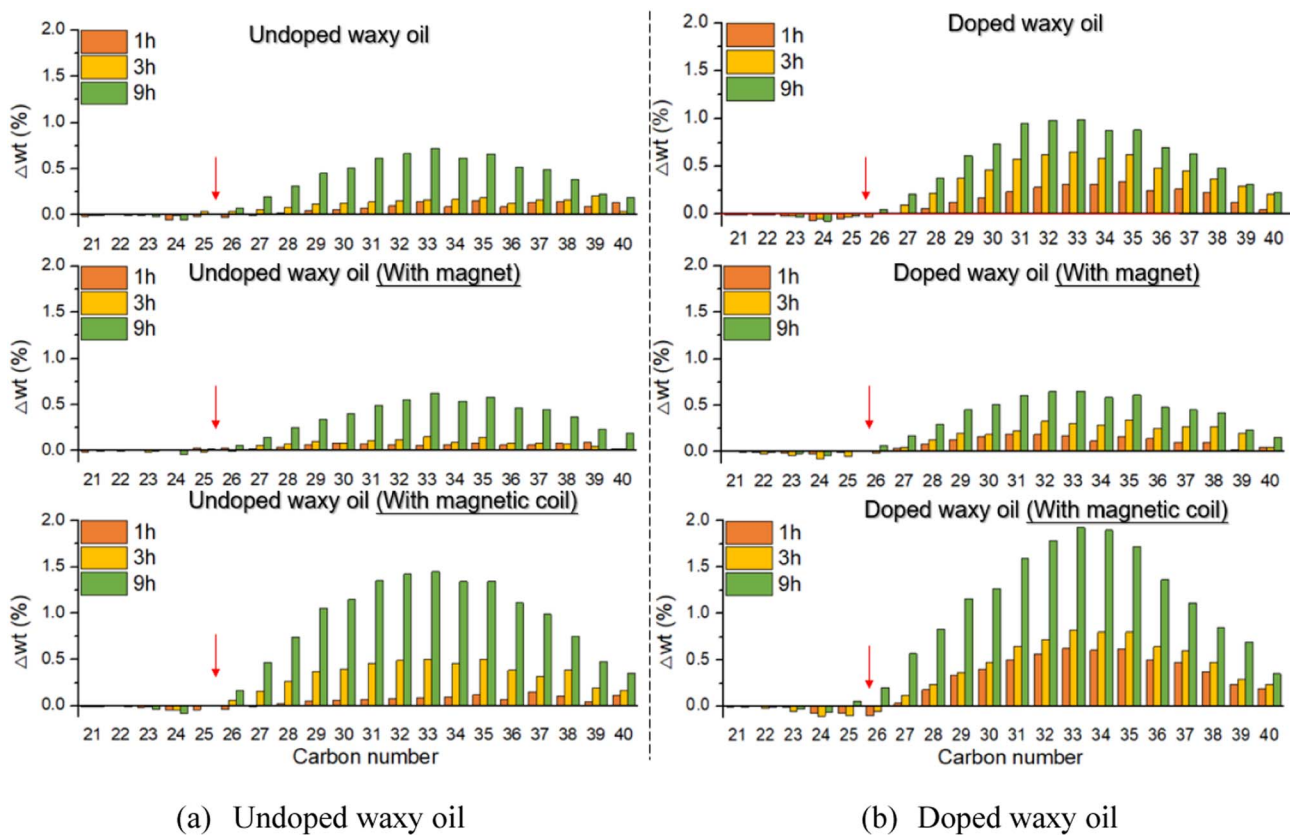 Undoped waxy oil
1h
3h
9h
△wt (%)
2.0
1.5
1.0
0.5
0.0
21 22 23 24 25 26 27 28 29 30 31 32 33 34 35 36 37 38 39 40
Undoped waxy oil (With magnet)
1h
3h
9h
△wt (%)
2.0
1.5
1.0
0.5
0.0
21 22 23 24 25 26 27 28 29 30 31 32 33 34 35 36 37 38 39 40
Undoped waxy oil (With magnetic coil)
1h
3h
9h
△wt (%)
2.0
1.5
1.0
0.5
0.0
21 22 23 24 25 26 27 28 29 30 31 32 33 34 35 36 37 38 39 40
Carbon number
(a) Undoped waxy oil
Doped waxy oil
1h
3h
9h
△wt (%)
2.0
1.5
1.0
0.5
0.0
21 22 23 24 25 26 27 28 29 30 31 32 33 34 35 36 37 38 39 40
Doped waxy oil (With magnet)
1h
3h
9h
△wt (%)
2.0
1.5
1.0
0.5
0.0
21 22 23 24 25 26 27 28 29 30 31 32 33 34 35 36 37 38 39 40
Doped waxy oil (With magnetic coil)
1h
3h
9h
△wt (%)
2.0
1.5
1.0
0.5
0.0
21 22 23 24 25 26 27 28 29 30 31 32 33 34 35 36 37 38 39 40
Carbon number
(b) Doped waxy oil